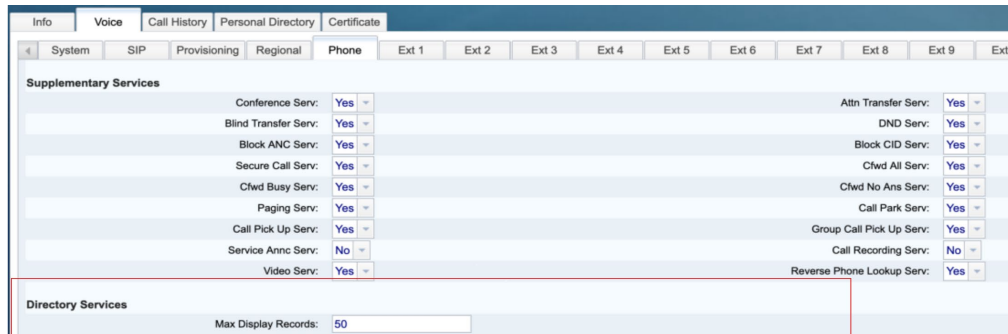 Info Voice Call History Personal Directory Certificate
System SIP Provisioning Regional Phone Ext 1 Ext 2 Ext 3 Ext 4 Ext 5 Ext 6 Ext 7 Ext 8 Ext 9 Ext
Supplementary Services
Conference Serv: Yes Attn Transfer Serv: Yes
Blind Transfer Serv: Yes DND Serv: Yes
Block ANC Serv: Yes Block CID Serv: Yes
Secure Call Serv: Yes Cfwd All Serv: Yes
Cfwd Busy Serv: Yes Cfwd No Ans Serv: Yes
Paging Serv: Yes Call Park Serv: Yes
Call Pick Up Serv: Yes Group Call Pick Up Serv: Yes
Service Annc Serv: No Call Recording Serv: No
Video Serv: Yes Reverse Phone Lookup Serv: Yes
Directory Services
Max Display Records: 50